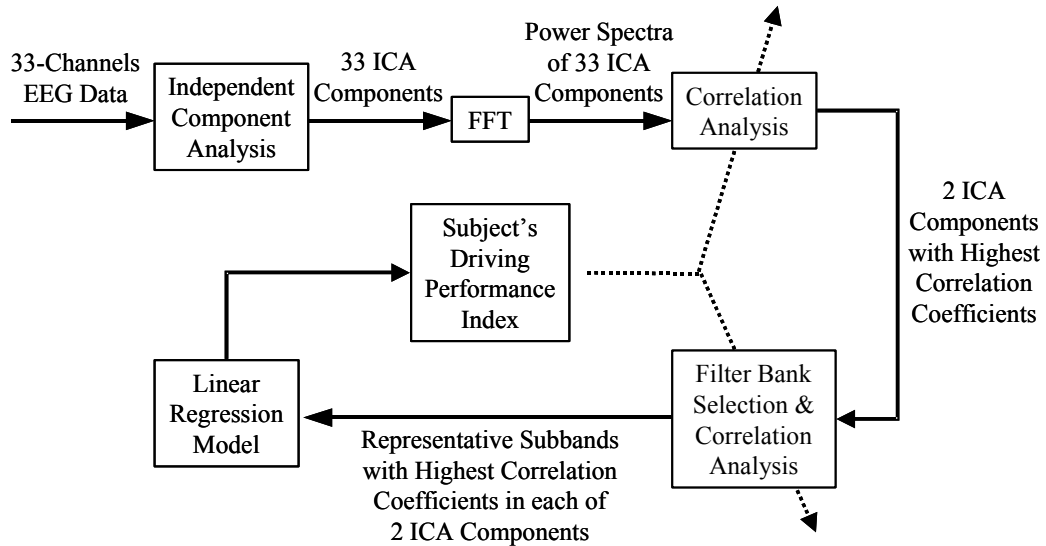 33-Channels
EEG Data
Independent
Component
Analysis
33 ICA
Components
FFT
Power Spectra
of 33 ICA
Components
Correlation
Analysis
2 ICA
Components
with Highest
Correlation
Coefficients
Subject's
Driving
Performance
Index
Filter Bank
Selection &
Correlation
Analysis
Representative Subbands
with Highest Correlation
Coefficients in each of
2 ICA Components
Linear
Regression
Model